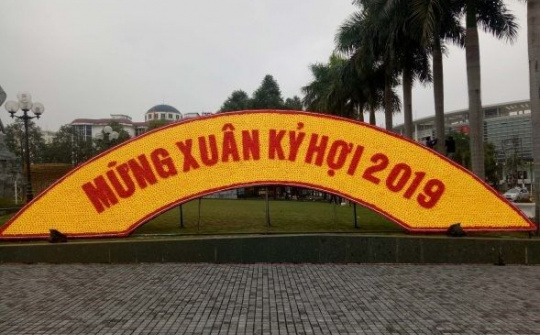 MỪNG XUÂN KỶ HỢI 2019